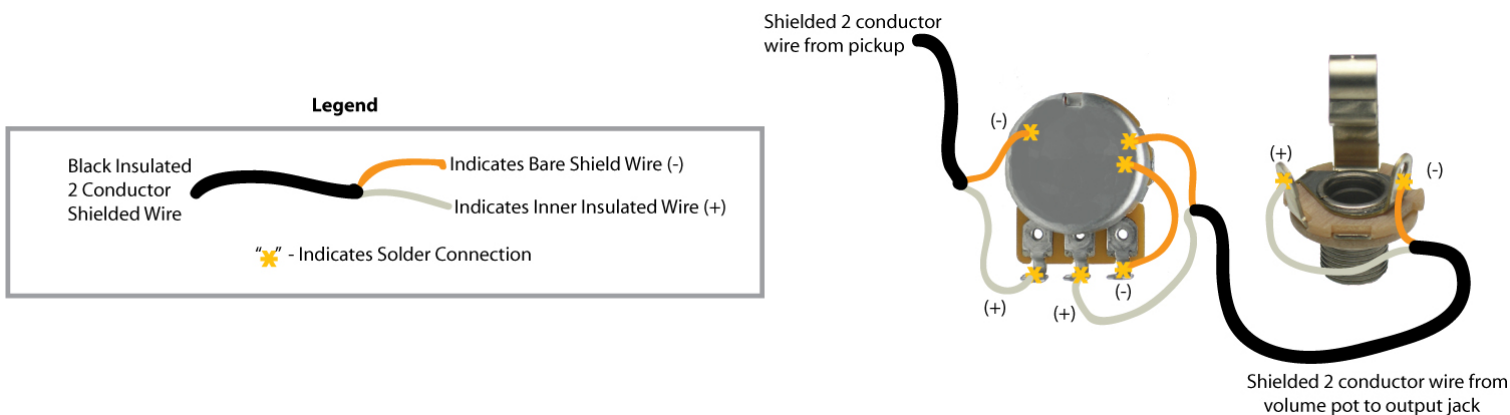 Legend
Black Insulated
2 Conductor
Shielded Wire
Indicates Bare Shield Wire (-)
Indicates Inner Insulated Wire (+)
"*" - Indicates Solder Connection
Shielded 2 conductor
wire from pickup
(-)
(+)
(+)
(-)
(+)
(-)
Shielded 2 conductor wire from
volume pot to output jack